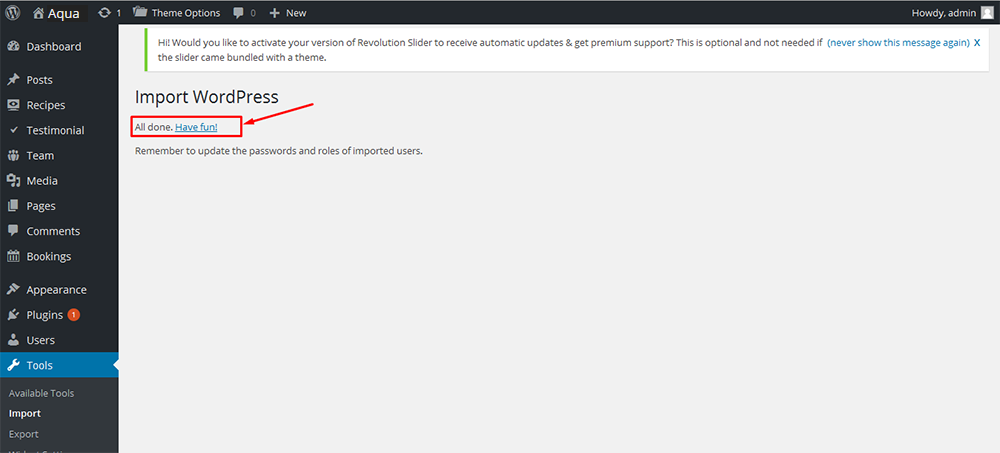 Aqua 1 Theme Options 0 + New Howdy, admin
Dashboard
Posts
Recipes
Testimonial
Team
Media
Pages
Comments
Bookings
Appearance
Plugins 1
Users
Tools
Available Tools
Import
Export
Hi! Would you like to activate your version of Revolution Slider to receive automatic updates & get premium support? This is optional and not needed if (never show this message again) X
the slider came bundled with a theme.
Import WordPress
All done. Have fun!
Remember to update the passwords and roles of imported users.